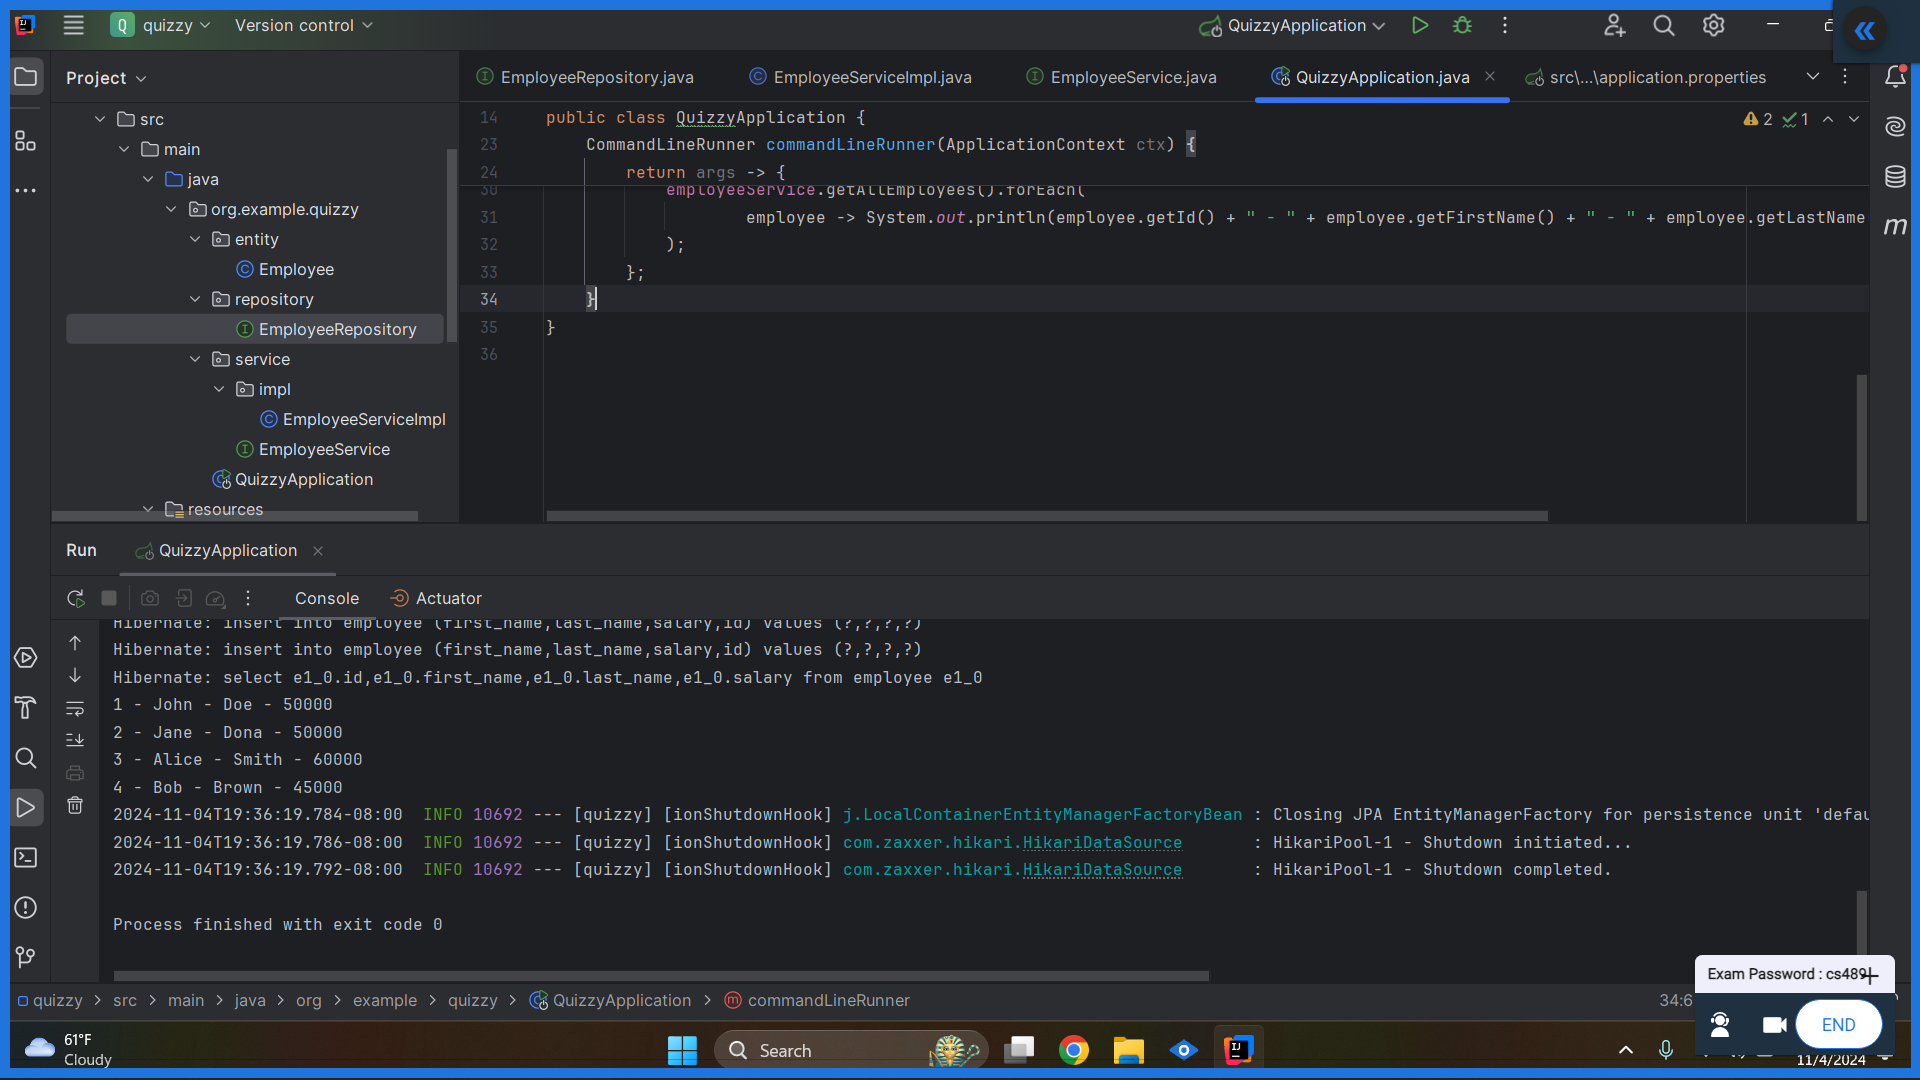 Q quizzy Version control QuizzyApplication
Project
EmployeeRepository.java EmployeeServiceImpl.java EmployeeService.java QuizzyApplication.java src\...\application.properties
src
main
java
org.example.quizzy
entity
Employee
repository
EmployeeRepository
service
impl
EmployeeServiceImpl
EmployeeService
QuizzyApplication
resources
14 public class QuizzyApplication { 2 1
23 CommandLineRunner commandLineRunner(ApplicationContext ctx) {
24 return args -> {
30 employeeService.getAllEmployees().forEach(
31 employee -> System.out.println(employee.getId() + " - " + employee.getFirstName() + " - " + employee.getLastName
32 );
33 };
34 }
35 }
36
Run QuizzyApplication
Console Actuator
Hibernate: insert into employee (first_name,last_name,salary,id) values (?,?,?,?)
Hibernate: insert into employee (first_name,last_name,salary,id) values (?,?,?,?)
Hibernate: select e1_0.id,e1_0.first_name,e1_0.last_name,e1_0.salary from employee e1_0
1 - John - Doe - 50000
2 - Jane - Dona - 50000
3 - Alice - Smith - 60000
4 - Bob - Brown - 45000
2024-11-04T19:36:19.784-08:00 INFO 10692 --- [quizzy] [ionShutdownHook] j.LocalContainerEntityManagerFactoryBean : Closing JPA EntityManagerFactory for persistence unit 'defau
2024-11-04T19:36:19.786-08:00 INFO 10692 --- [quizzy] [ionShutdownHook] com.zaxxer.hikari.HikariDataSource : HikariPool-1 - Shutdown initiated...
2024-11-04T19:36:19.792-08:00 INFO 10692 --- [quizzy] [ionShutdownHook] com.zaxxer.hikari.HikariDataSource : HikariPool-1 - Shutdown completed.
Process finished with exit code 0
Exam Password : cs489
quizzy > src > main > java > org > example > quizzy > QuizzyApplication > commandLineRunner 34:6
END
61°F
Cloudy
Search
11/4/2024